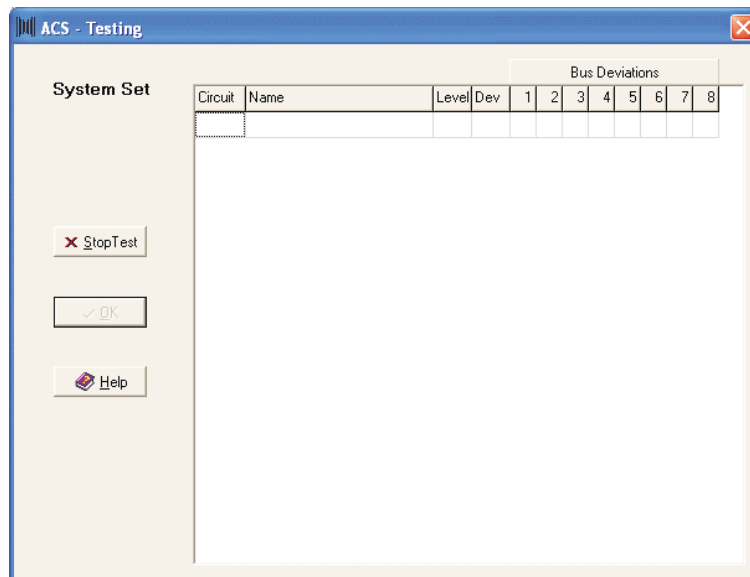 ACS - Testing
System Set
Bus Deviations
Circuit Name Level Dev 1 2 3 4 5 6 7 8
StopTest
OK
Help